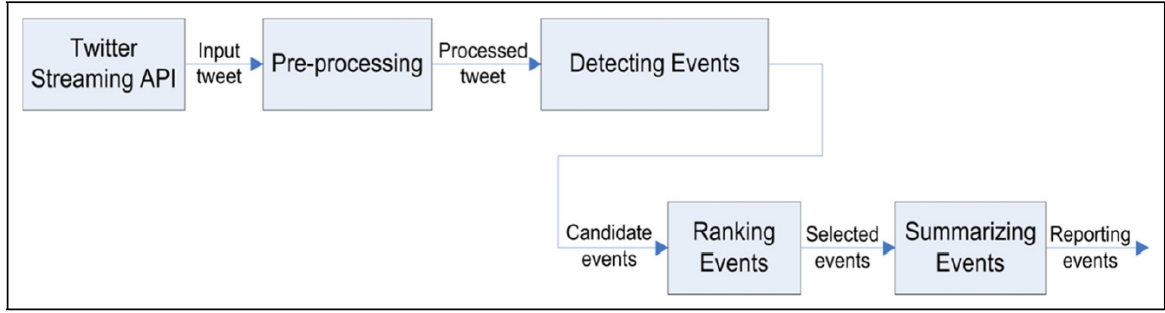 Twitter
Streaming API
Input
tweet
Pre-processing
Processed
tweet
Detecting Events
Candidate
events
Ranking
Events
Selected
events
Summarizing
Events
Reporting
events